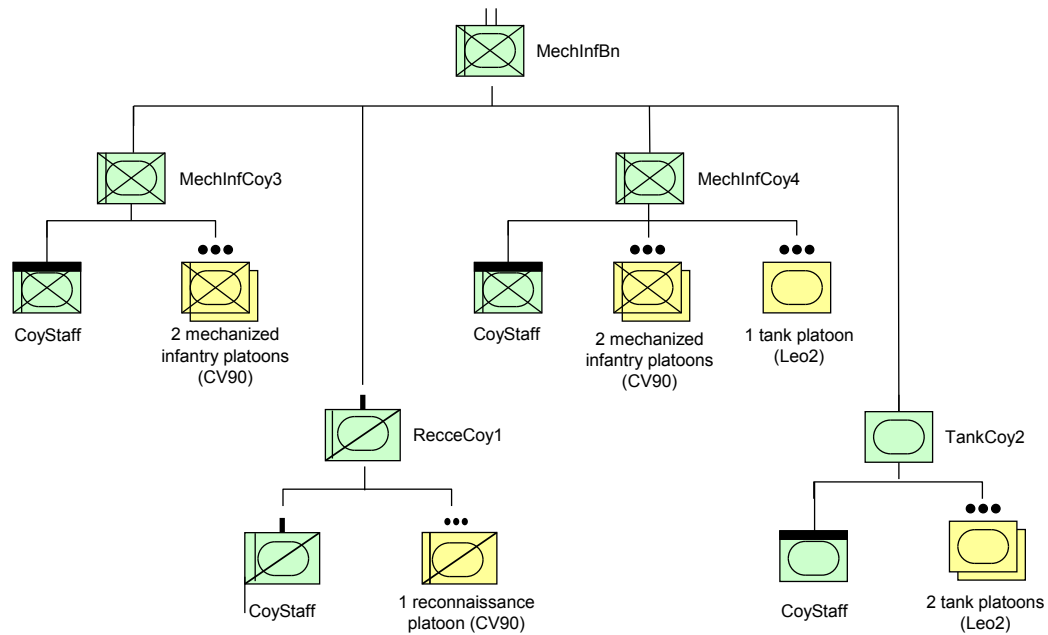 MechInfBn
MechInfCoy3
MechInfCoy4
CoyStaff
2 mechanized
infantry platoons
(CV90)
CoyStaff
2 mechanized
infantry platoons
(CV90)
1 tank platoon
(Leo2)
RecceCoy1
TankCoy2
CoyStaff
1 reconnaissance
platoon (CV90)
CoyStaff
2 tank platoons
(Leo2)